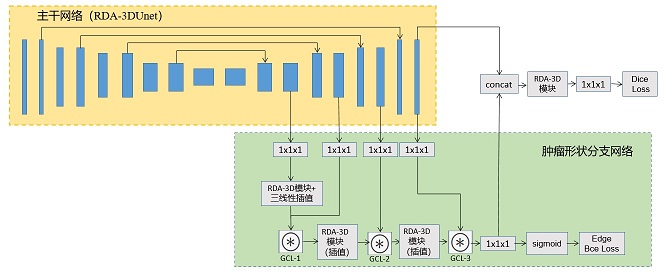 主干网络（RDA-3DUnet）
concat
RDA-3D
模块
1x1x1
Dice
Loss
1x1x1
1x1x1
1x1x1
1x1x1
肿瘤形状分支网络
RDA-3D模块+
三线性插值
RDA-3D
模块
（插值）
RDA-3D
模块
（插值）
GCL-1
GCL-2
GCL-3
1x1x1
sigmoid
Edge
Bce Loss